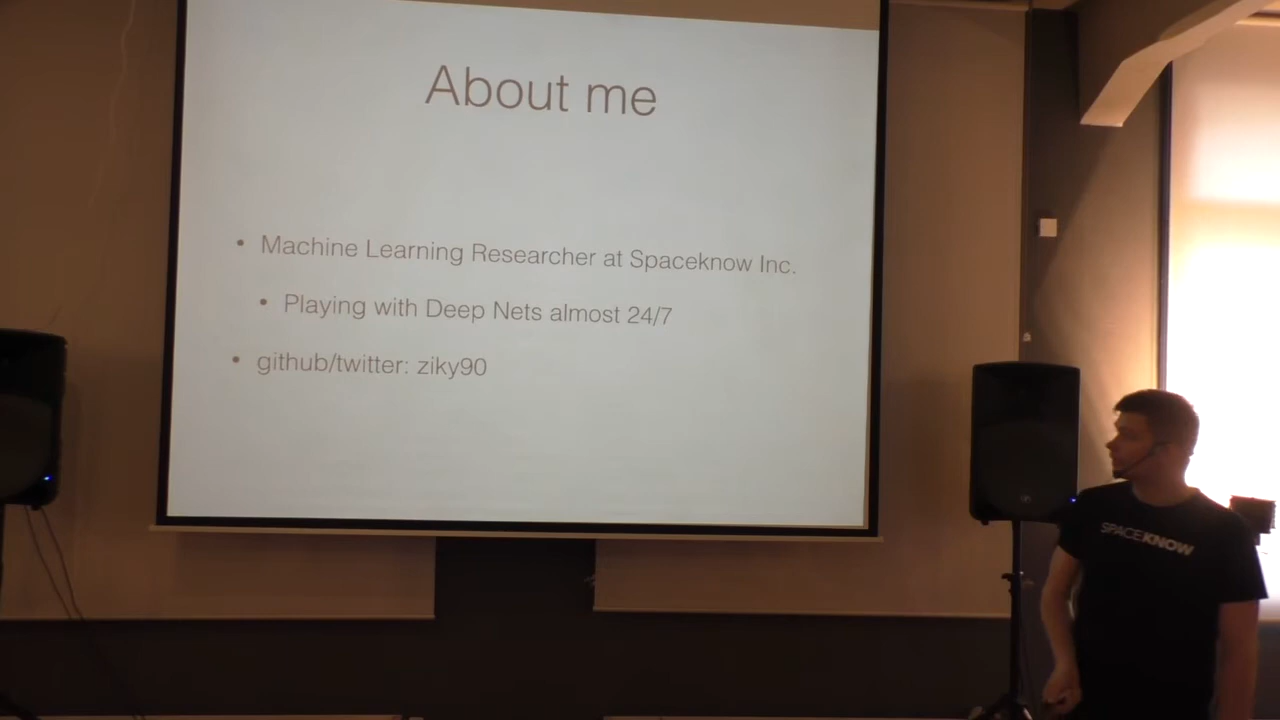 About me
• Machine Learning Researcher at Spaceknow Inc.
• Playing with Deep Nets almost 24/7
• github/twitter: ziky90
SPACEKNOW